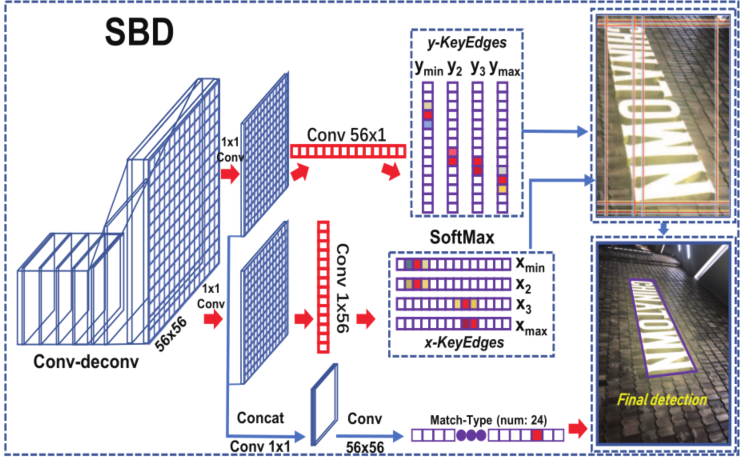 SBD
y-KeyEdges
ymin y2 y3 ymax
1x1
Conv
Conv 56x1
CHINATOWN
SoftMax
xmin
x2
x3
xmax
x-KeyEdges
Conv 1x56
1x1
Conv
56x56
Conv-deconv
CHINATOWN
Final detection
Concat
Conv 1x1
Conv
56x56
Match-Type (num: 24)